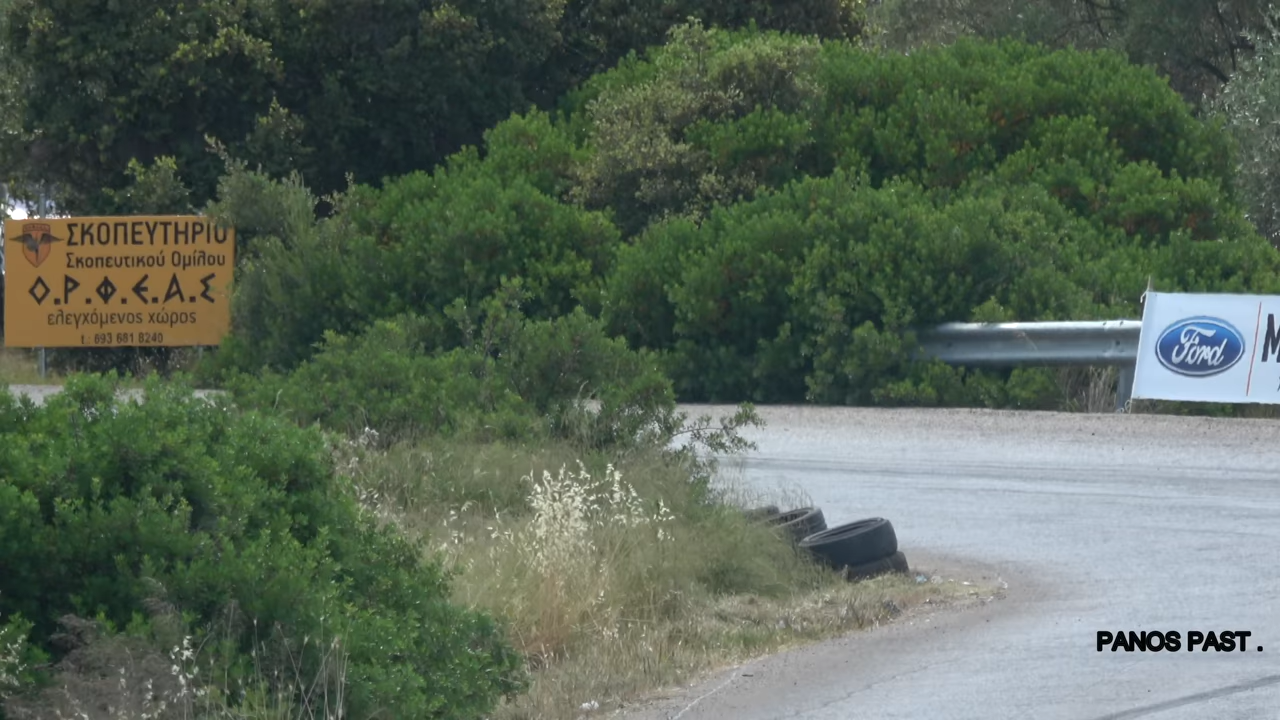 ΣΚΟΠΕΥΤΗΡΙΟ
Σκοπευτικού Ομίλου
Ο.Ρ.Φ.Ε.Α.Σ
ελεγχόμενος χώρος
t.: 693 681 8240
Ford
PANOS PAST .